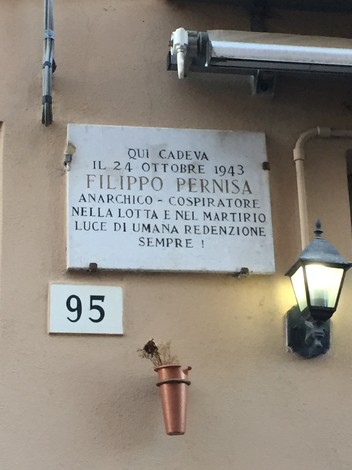 QUI CADEVA
IL 24 OTTOBRE 1943
FILIPPO PERNISA
ANARCHICO - COSPIRATORE
NELLA LOTTA E NEL MARTIRIO
LUCE DI UMANA REDENZIONE
SEMPRE !
95